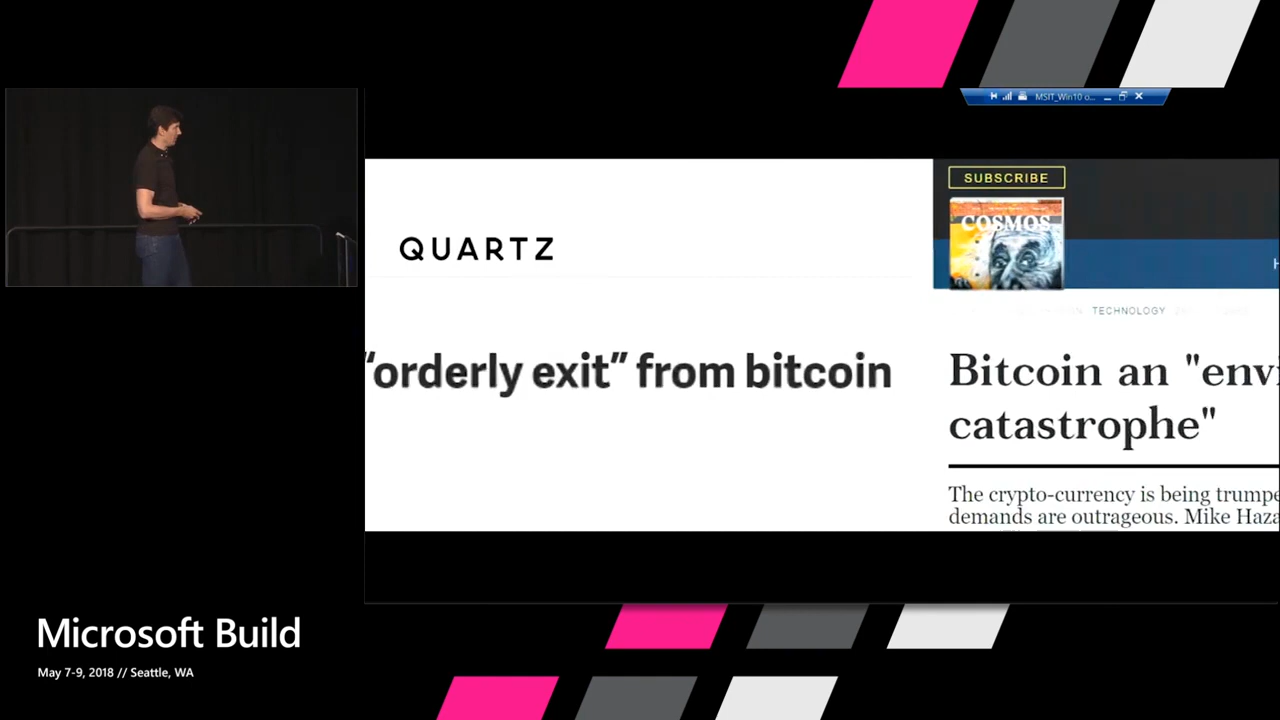 MSIT_Win10 o...
SUBSCRIBE
COSMOS
QUARTZ
H
TECHNOLOGY
“orderly exit” from bitcoin
Bitcoin an "envi
catastrophe"
The crypto-currency is being trumpe
demands are outrageous. Mike Haza
Microsoft Build
May 7-9, 2018 // Seattle, WA